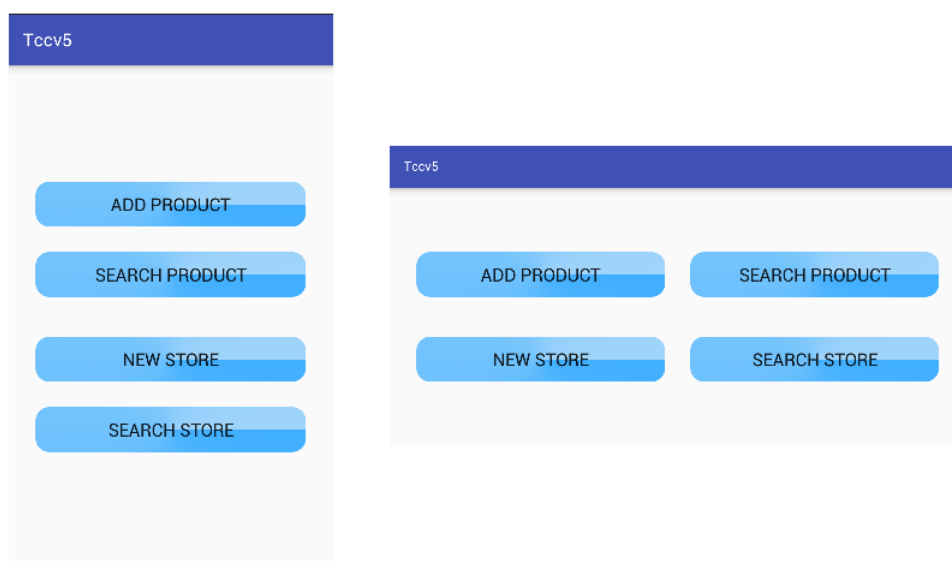 Tccv5
ADD PRODUCT
SEARCH PRODUCT
NEW STORE
SEARCH STORE
Tccv5
ADD PRODUCT
SEARCH PRODUCT
NEW STORE
SEARCH STORE